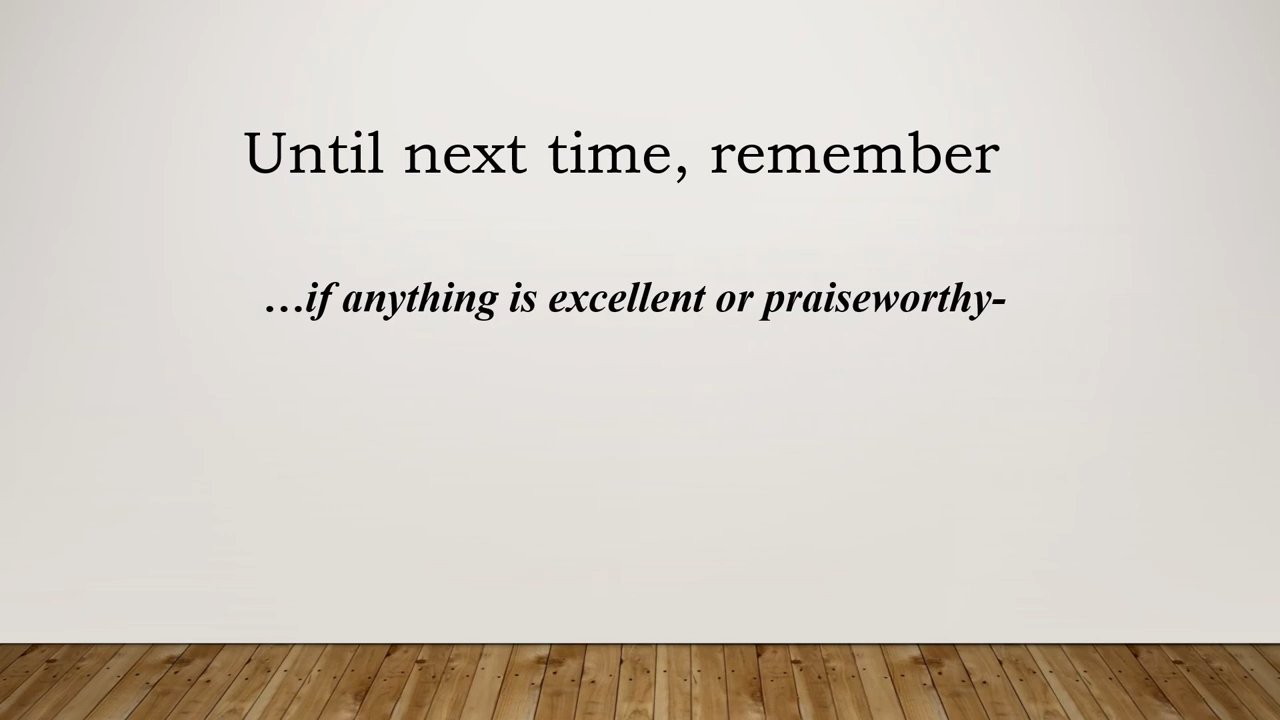 Until next time, remember
…if anything is excellent or praiseworthy-